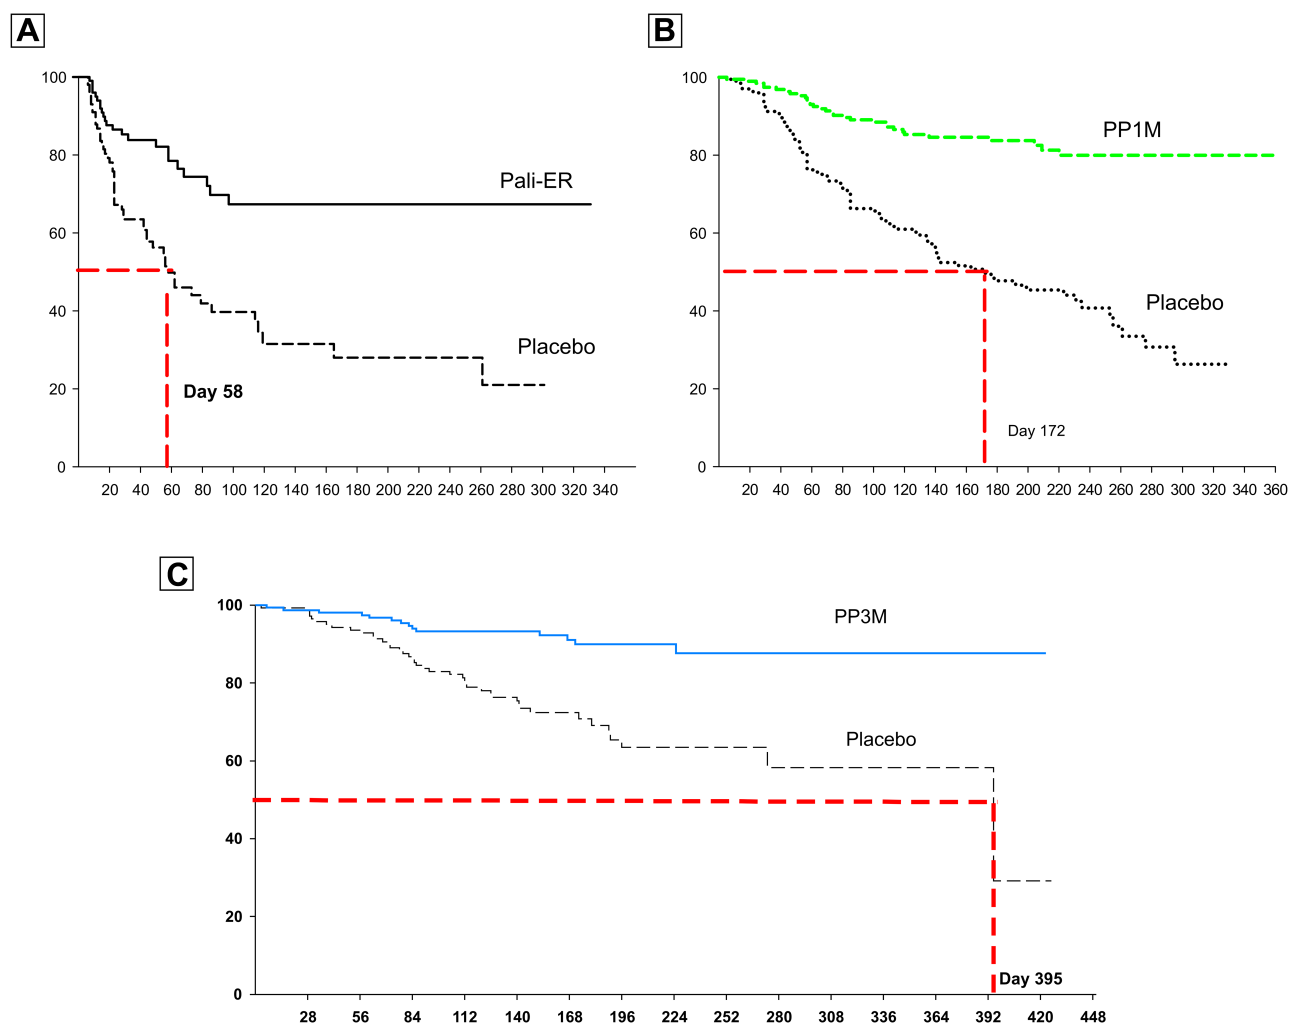 A
B
100
80
60
40
20
0
Pali-ER
Placebo
Day 58
20 40 60 80 100 120 140 160 180 200 220 240 260 280 300 320 340
100
80
60
40
20
0
PP1M
Placebo
Day 172
20 40 60 80 100 120 140 160 180 200 220 240 260 280 300 320 340 360
C
100
80
60
40
20
0
PP3M
Placebo
Day 395
28 56 84 112 140 168 196 224 252 280 308 336 364 392 420 448